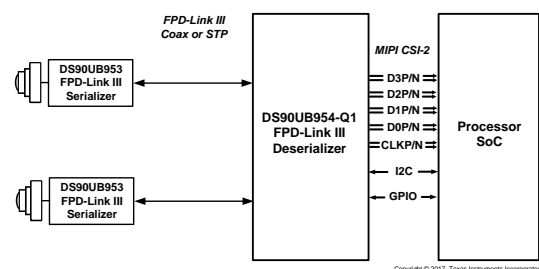 FPD-Link III
Coax or STP
MIPI CSI-2
DS90UB953
FPD-Link III
Serializer
DS90UB953
FPD-Link III
Serializer
DS90UB954-Q1
FPD-Link III
Deserializer
D3P/N
D2P/N
D1P/N
D0P/N
CLKP/N
I2C
GPIO
Processor
SoC
Copyright © 2017, Texas Instruments Incorporated